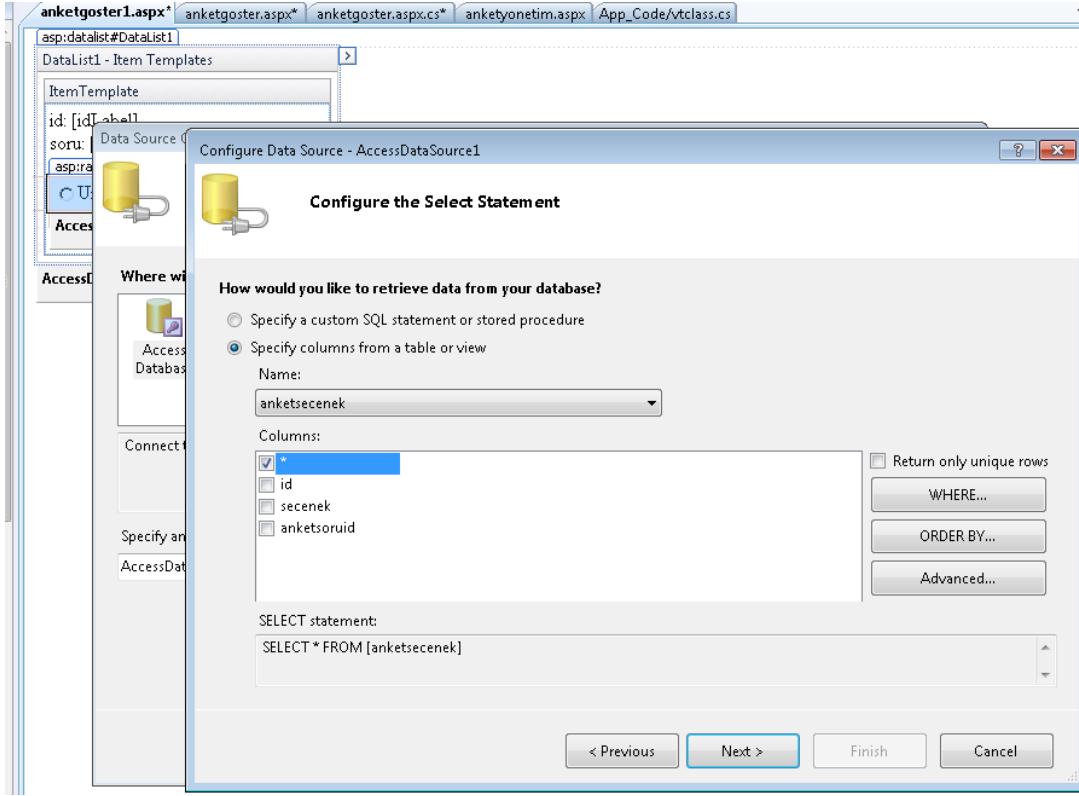 anketgoster1.aspx* anketgoster.aspx* anketgoster.aspx.cs* anketyonetim.aspx App_Code/vtclass.cs
asp:datalist#DataList1
DataList1 - Item Templates
ItemTemplate
id: [idLabel]
soru: [
asp:ra
Acces
AccessD
Data Source C
Where wi
Access
Databas
Connect t
Specify an
AccessDat
Configure Data Source - AccessDataSource1
Configure the Select Statement
How would you like to retrieve data from your database?
Specify a custom SQL statement or stored procedure
Specify columns from a table or view
Name:
anketsecenek
Columns:
*
id
secenek
anketsoruid
Return only unique rows
WHERE...
ORDER BY...
Advanced...
SELECT statement:
SELECT * FROM [anketsecenek]
< Previous Next > Finish Cancel